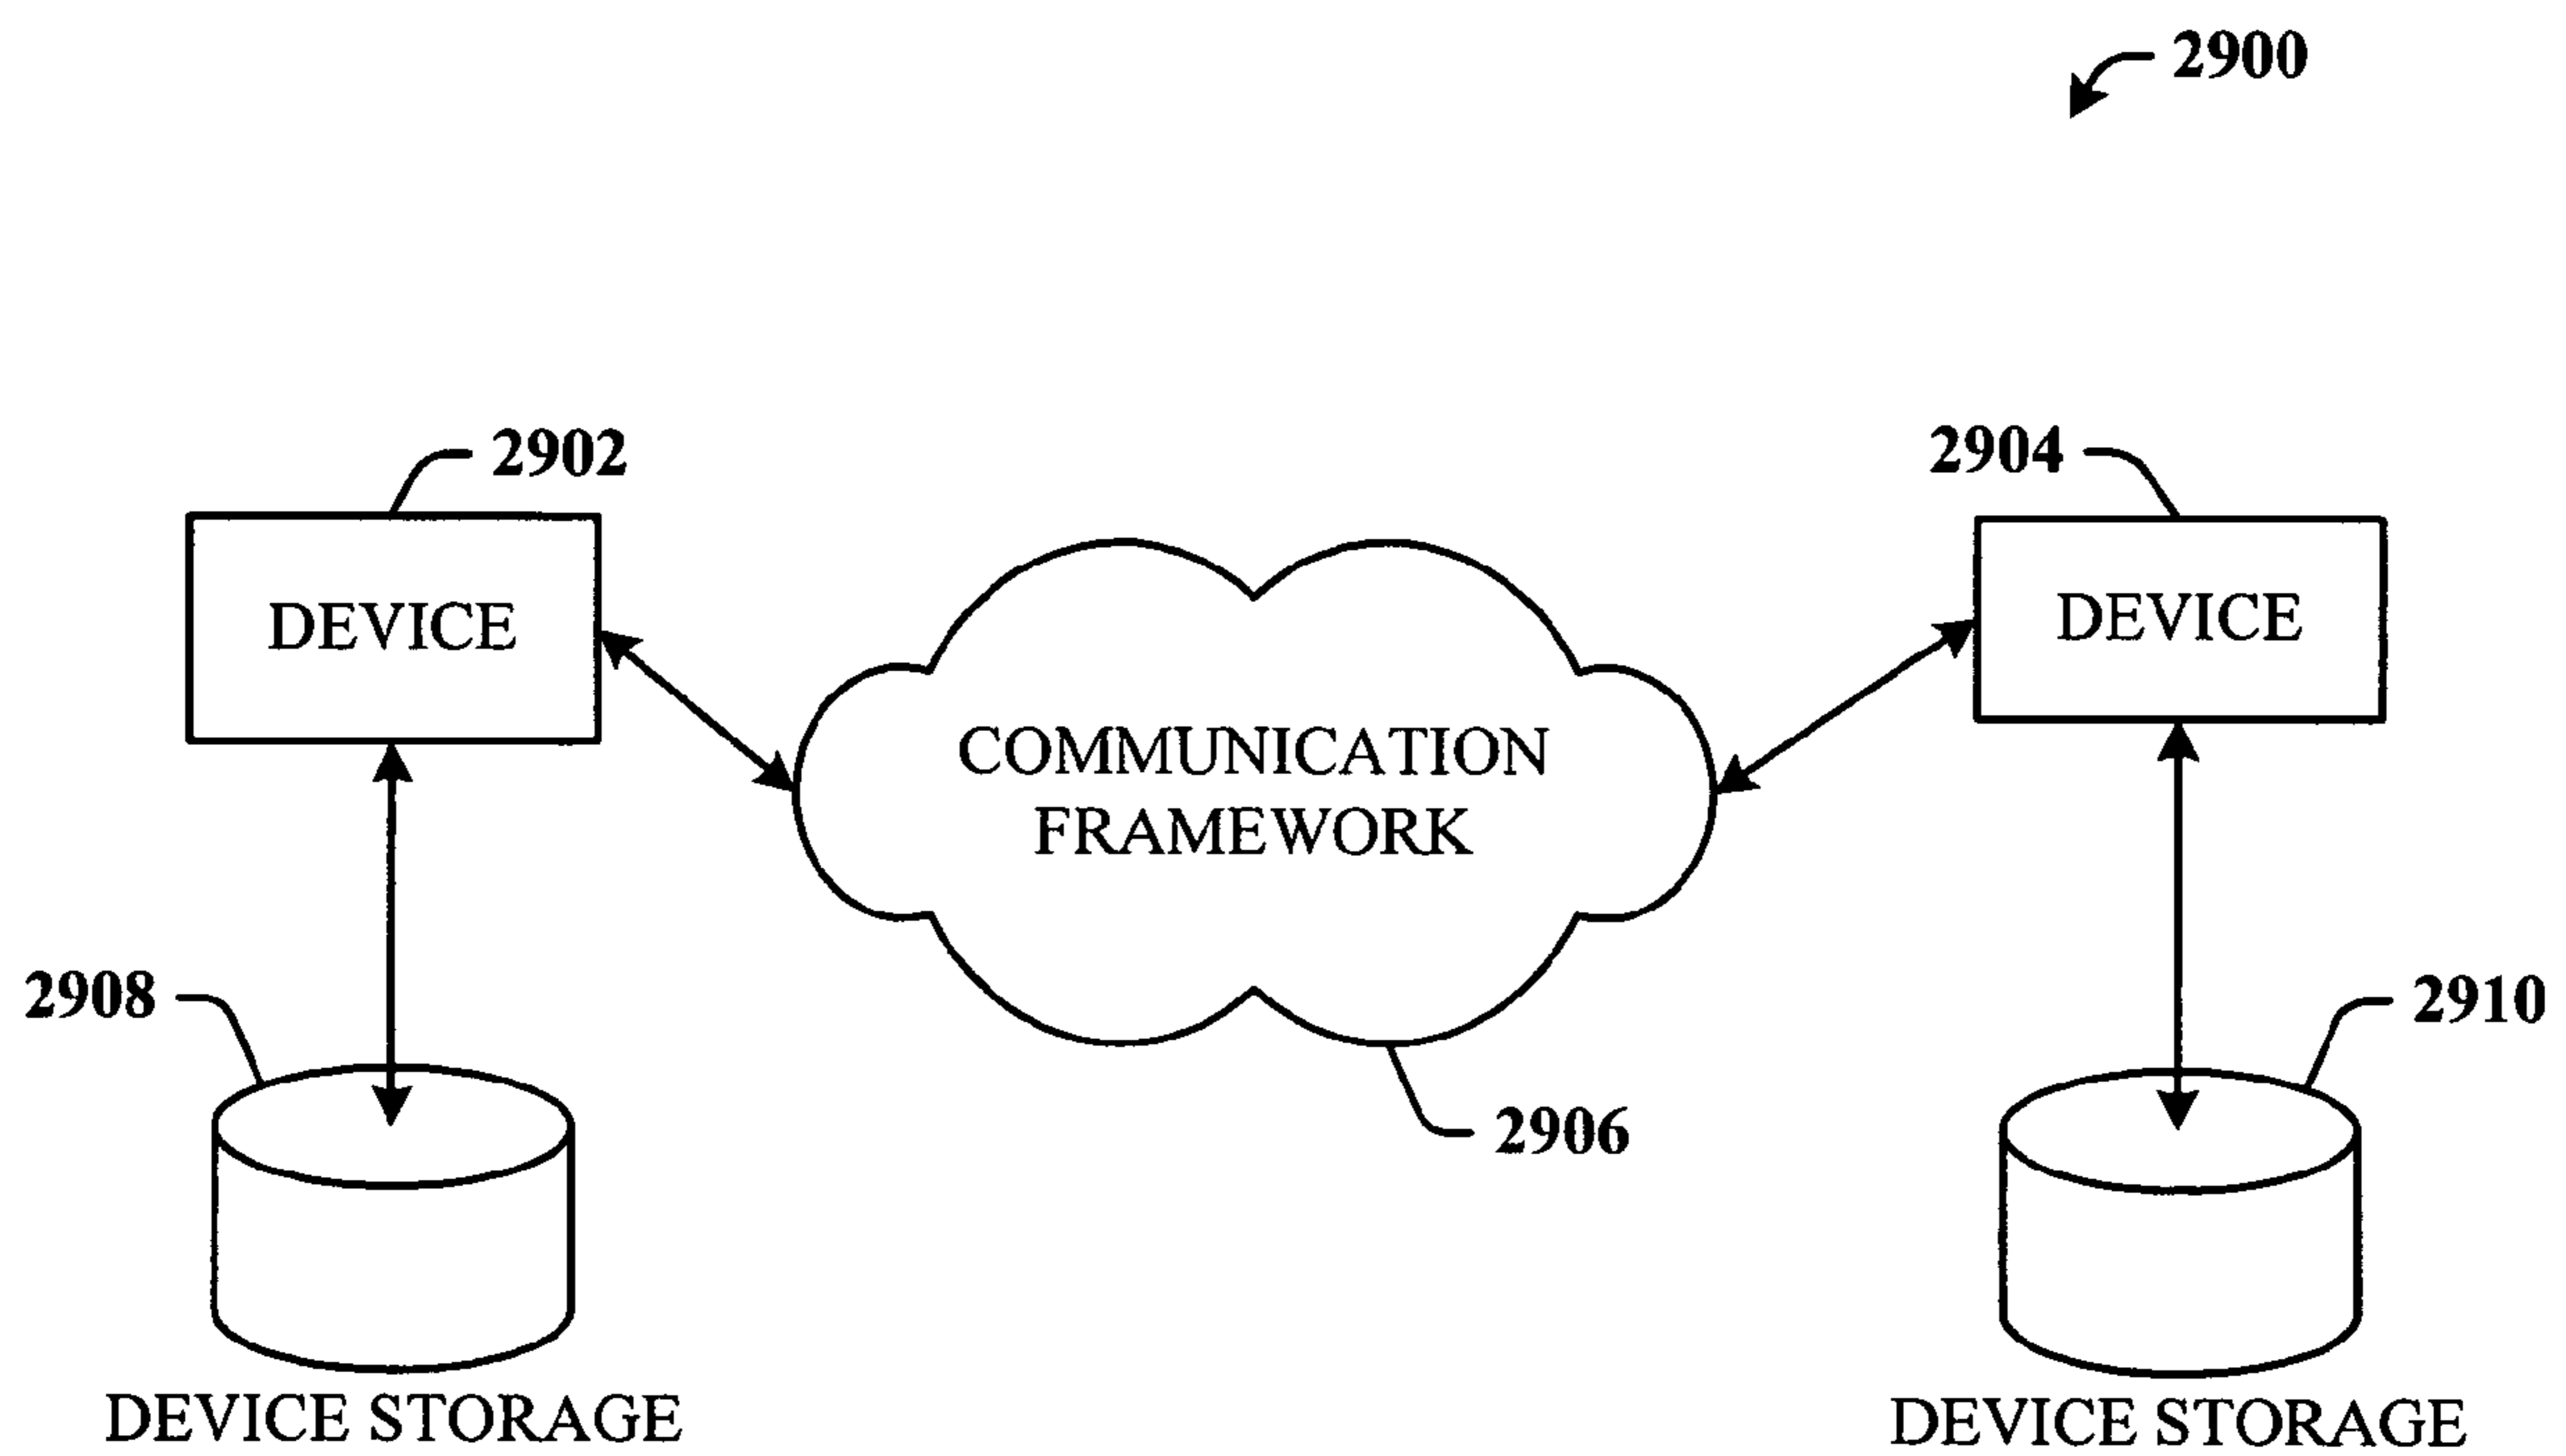 2900
2902
2904
DEVICE
DEVICE
COMMUNICATION
FRAMEWORK
2908
2910
2906
DEVICE STORAGE
DEVICE STORAGE